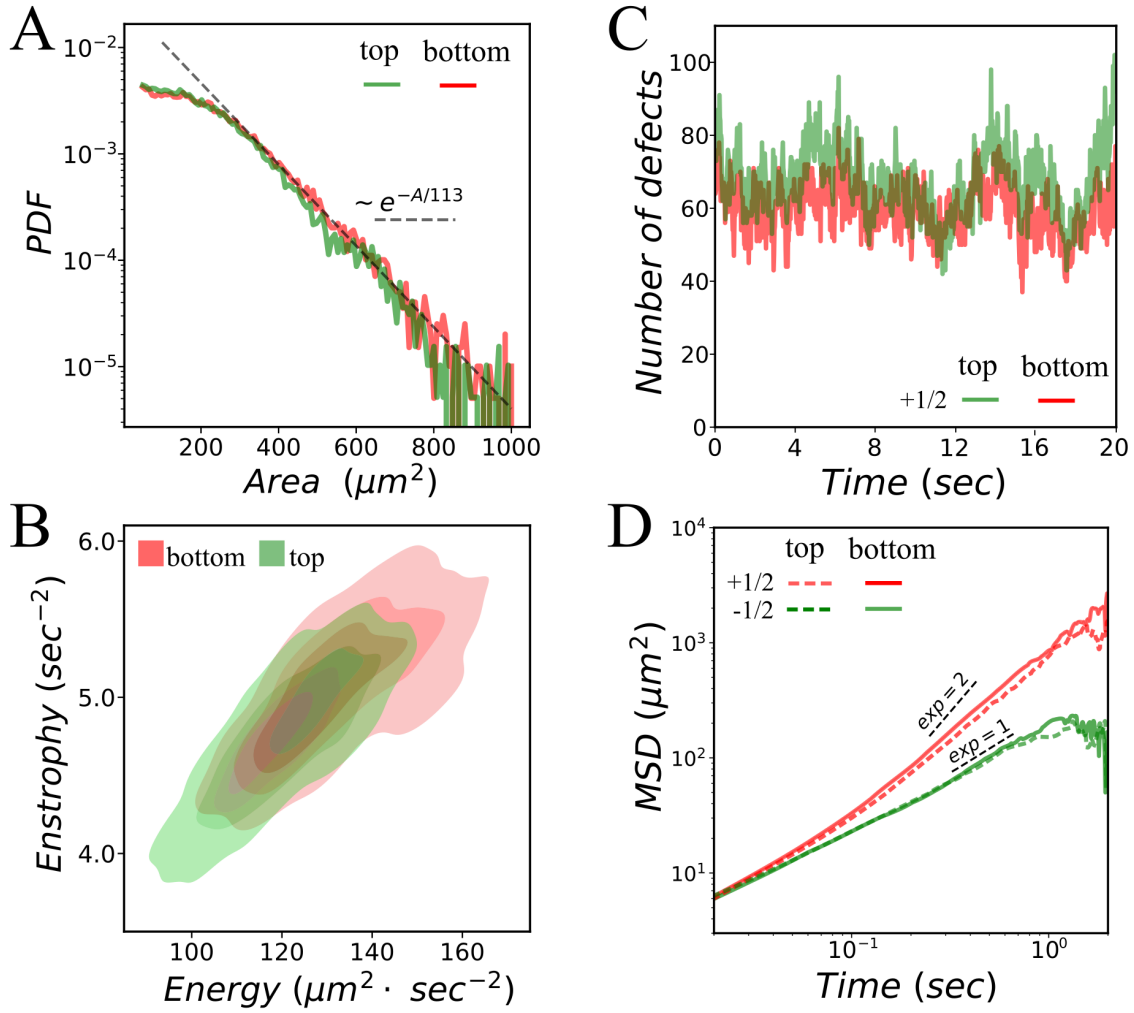 A
PDF
10⁻²
10⁻³
10⁻⁴
10⁻⁵
top bottom
~ e^{-A/113}
200 400 600 800 1000
Area (μm²)
B
Enstrophy (sec⁻²)
6.0
5.0
4.0
bottom top
100 120 140 160
Energy (μm² · sec⁻²)
C
Number of defects
100
80
60
40
20
0
top bottom
+1/2
0 4 8 12 16 20
Time (sec)
D
MSD (μm²)
10⁴
10³
10²
10¹
top bottom
+1/2
-1/2
exp = 2
exp = 1
10⁻¹ 10⁰
Time (sec)